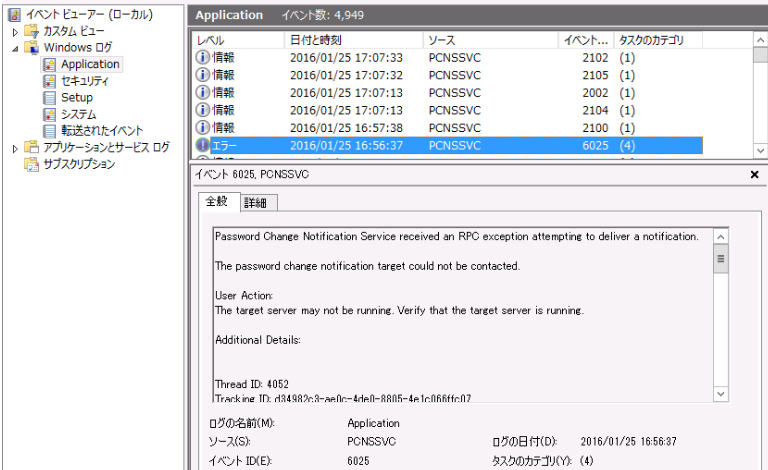 イベント ビューアー (ローカル)
カスタム ビュー
Windows ログ
Application
セキュリティ
Setup
システム
転送されたイベント
アプリケーションとサービス ログ
サブスクリプション
Application イベント数: 4,949
レベル 日付と時刻 ソース イベント... タスクのカテゴリ
情報 2016/01/25 17:07:33 PCNSSVC 2102 (1)
情報 2016/01/25 17:07:32 PCNSSVC 2105 (1)
情報 2016/01/25 17:07:13 PCNSSVC 2002 (1)
情報 2016/01/25 17:07:13 PCNSSVC 2104 (1)
情報 2016/01/25 16:57:38 PCNSSVC 2100 (1)
エラー 2016/01/25 16:56:37 PCNSSVC 6025 (4)
イベント 6025, PCNSSVC
全般 詳細
Password Change Notification Service received an RPC exception attempting to deliver a notification.
The password change notification target could not be contacted.
User Action:
The target server may not be running. Verify that the target server is running.
Additional Details:
Thread ID: 4052
Tracking ID: d34982c3-ae0c-4de0-8805-4e1c066ffc07
ログの名前(M): Application
ソース(S): PCNSSVC ログの日付(D): 2016/01/25 16:56:37
イベント ID(E): 6025 タスクのカテゴリ(Y): (4)